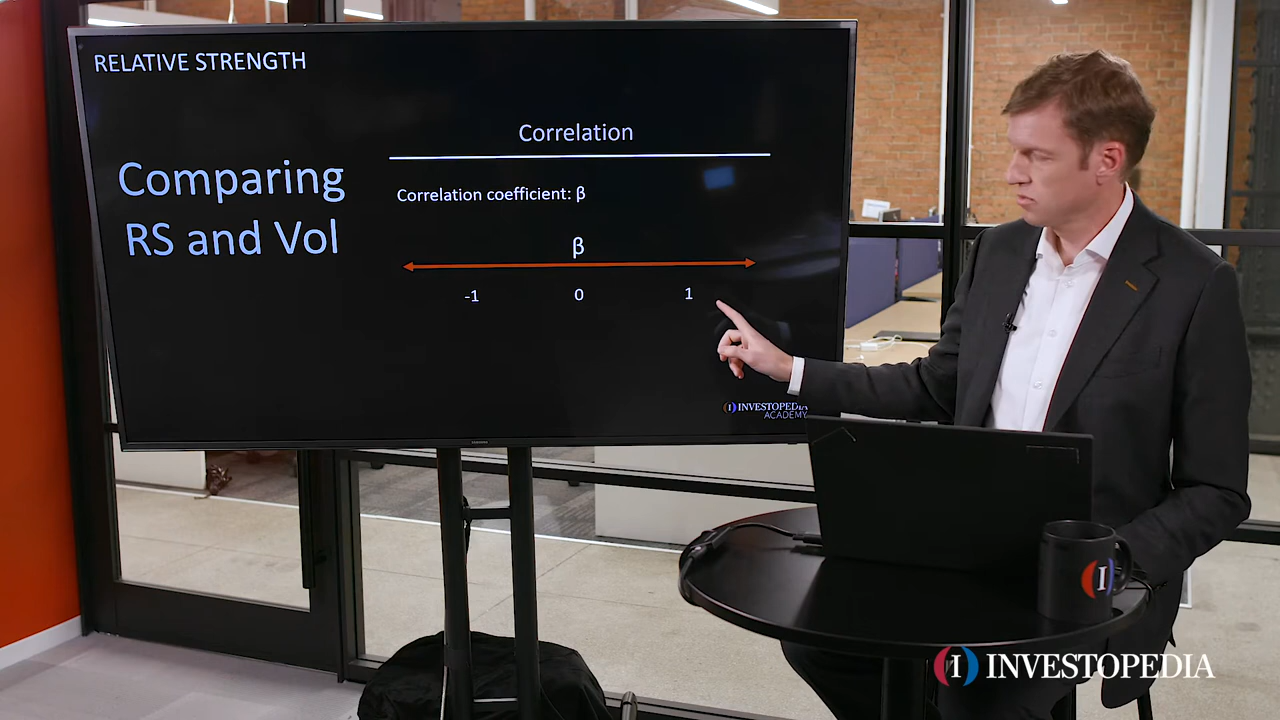 RELATIVE STRENGTH
Comparing
RS and Vol
Correlation
Correlation coefficient: β
β
-1 0 1
(I) INVESTOPEDIA
ACADEMY
(I)
(I) INVESTOPEDIA